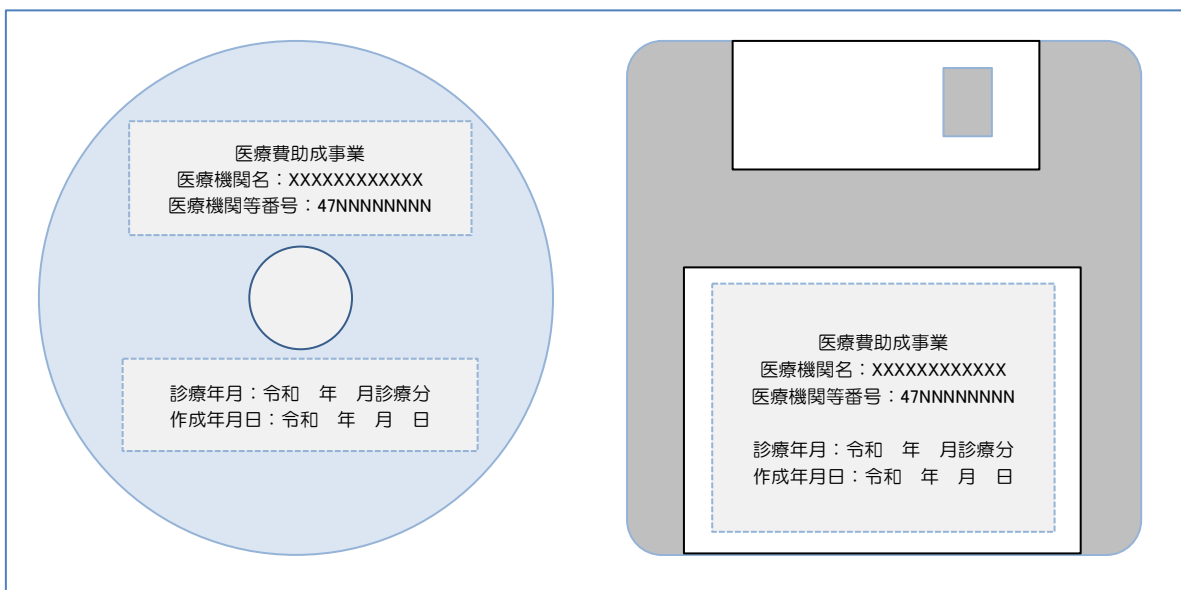 医療費助成事業
医療機関名：XXXXXXXXXXXX
医療機関等番号：47NNNNNNNN
診療年月：令和　年　月診療分
作成年月日：令和　年　月　日
医療費助成事業
医療機関名：XXXXXXXXXXXX
医療機関等番号：47NNNNNNNN
診療年月：令和　年　月診療分
作成年月日：令和　年　月　日